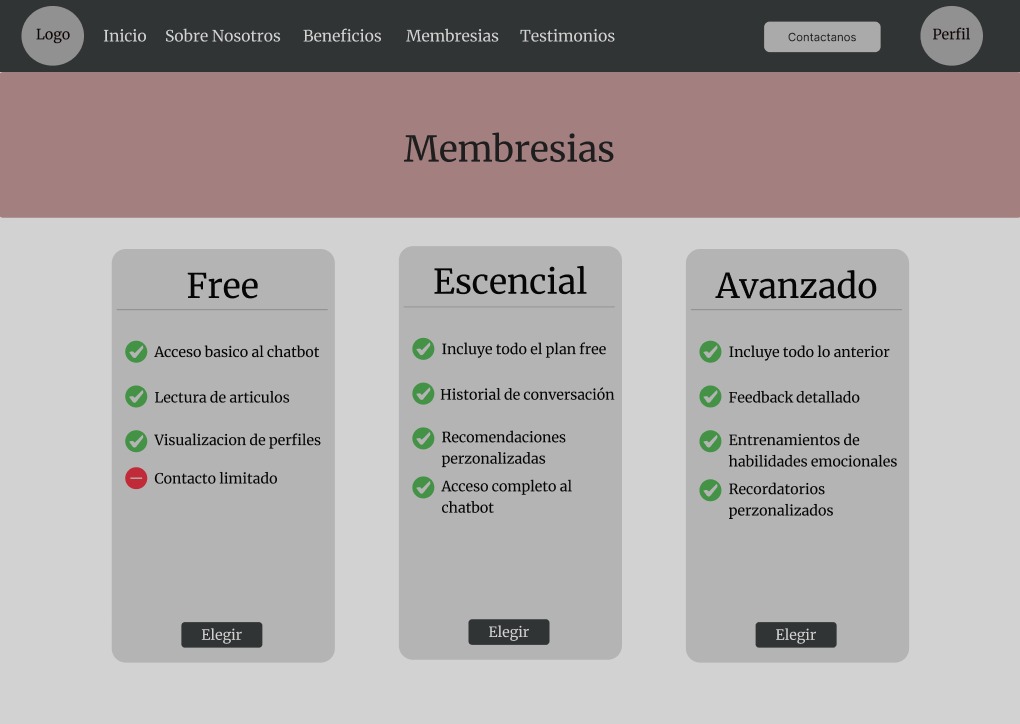 Logo
Inicio
Sobre Nosotros
Beneficios
Membresias
Testimonios
Contactanos
Perfil
Membresias
Free
Acceso basico al chatbot
Lectura de articulos
Visualizacion de perfiles
Contacto limitado
Elegir
Escencial
Incluye todo el plan free
Historial de conversación
Recomendaciones
perzonalizadas
Acceso completo al
chatbot
Elegir
Avanzado
Incluye todo lo anterior
Feedback detallado
Entrenamientos de
habilidades emocionales
Recordatorios
perzonalizados
Elegir